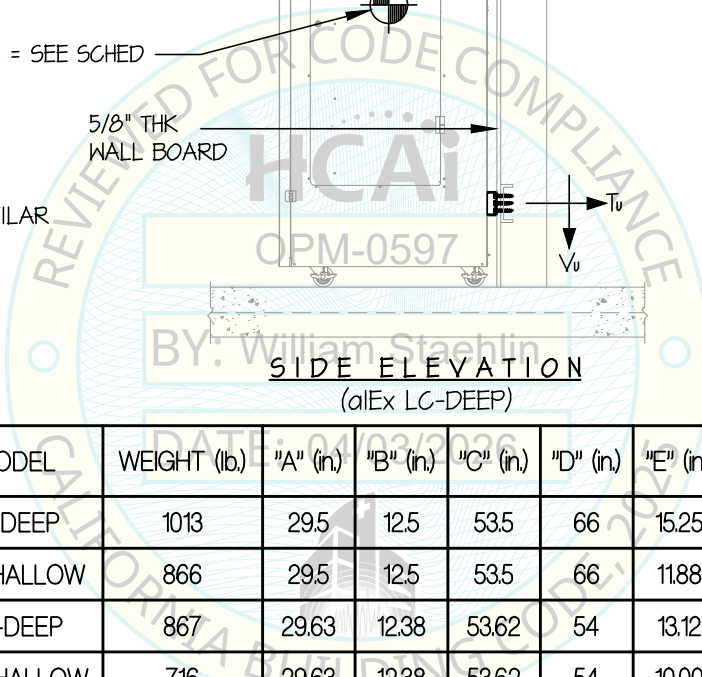 = SEE SCHED
5/8" THK
WALL BOARD
Tu
Vu
SIDE ELEVATION
(alEx LC-DEEP)
WEIGHT (lb.) "A" (in.) "B" (in.) "C" (in.) "D" (in.) "E" (in
DEEP 1013 29.5 12.5 53.5 66 15.25
HALLOW 866 29.5 12.5 53.5 66 11.88
-DEEP 867 29.63 12.38 53.62 54 13.12
HALLOW 716 29.63 12.38 53.62 54 10.00
REVIEWED FOR CODE COMPLIANCE
HCAi
OPM-0597
BY: William Staehlin
DATE: 04/03/2026
CALIFORNIA BUILDING CODE, 2025